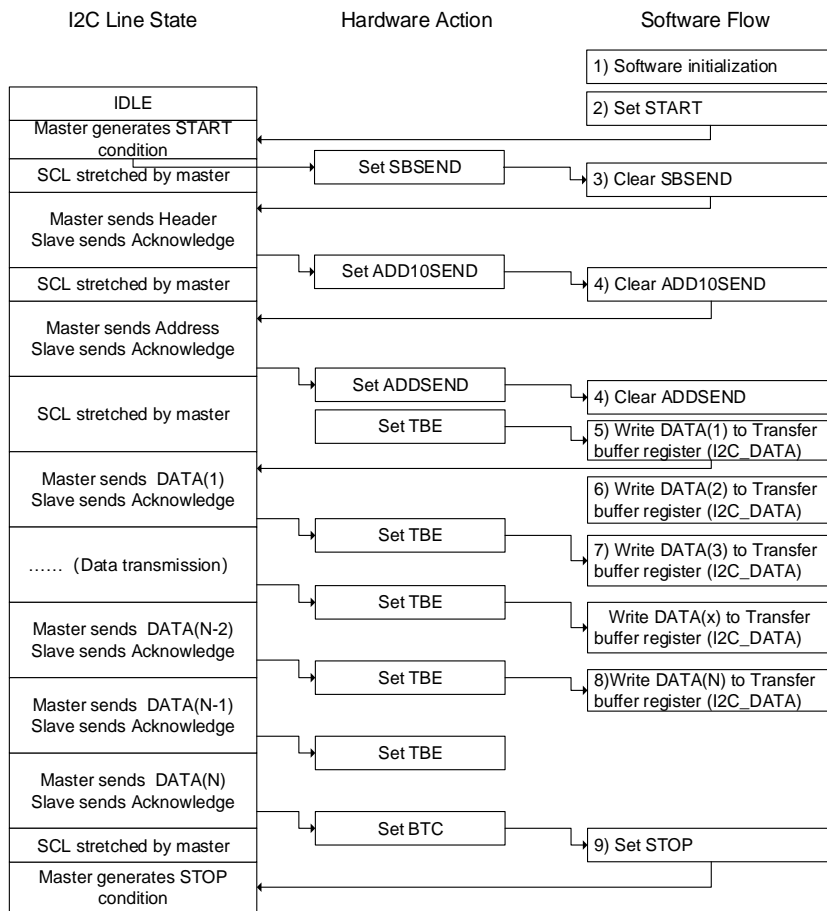 I2C Line State
Hardware Action
Software Flow
1) Software initialization
IDLE
2) Set START
Master generates START
condition
Set SBSEND
SCL stretched by master
3) Clear SBSEND
Master sends Header
Slave sends Acknowledge
Set ADD10SEND
SCL stretched by master
4) Clear ADD10SEND
Master sends Address
Slave sends Acknowledge
Set ADDSEND
4) Clear ADDSEND
SCL stretched by master
Set TBE
5) Write DATA(1) to Transfer
buffer register (I2C_DATA)
Master sends DATA(1)
Slave sends Acknowledge
6) Write DATA(2) to Transfer
buffer register (I2C_DATA)
Set TBE
7) Write DATA(3) to Transfer
buffer register (I2C_DATA)
...... (Data transmission)
Set TBE
Write DATA(x) to Transfer
buffer register (I2C_DATA)
Master sends DATA(N-2)
Slave sends Acknowledge
Set TBE
8)Write DATA(N) to Transfer
buffer register (I2C_DATA)
Master sends DATA(N-1)
Slave sends Acknowledge
Set TBE
Master sends DATA(N)
Slave sends Acknowledge
Set BTC
SCL stretched by master
9) Set STOP
Master generates STOP
condition